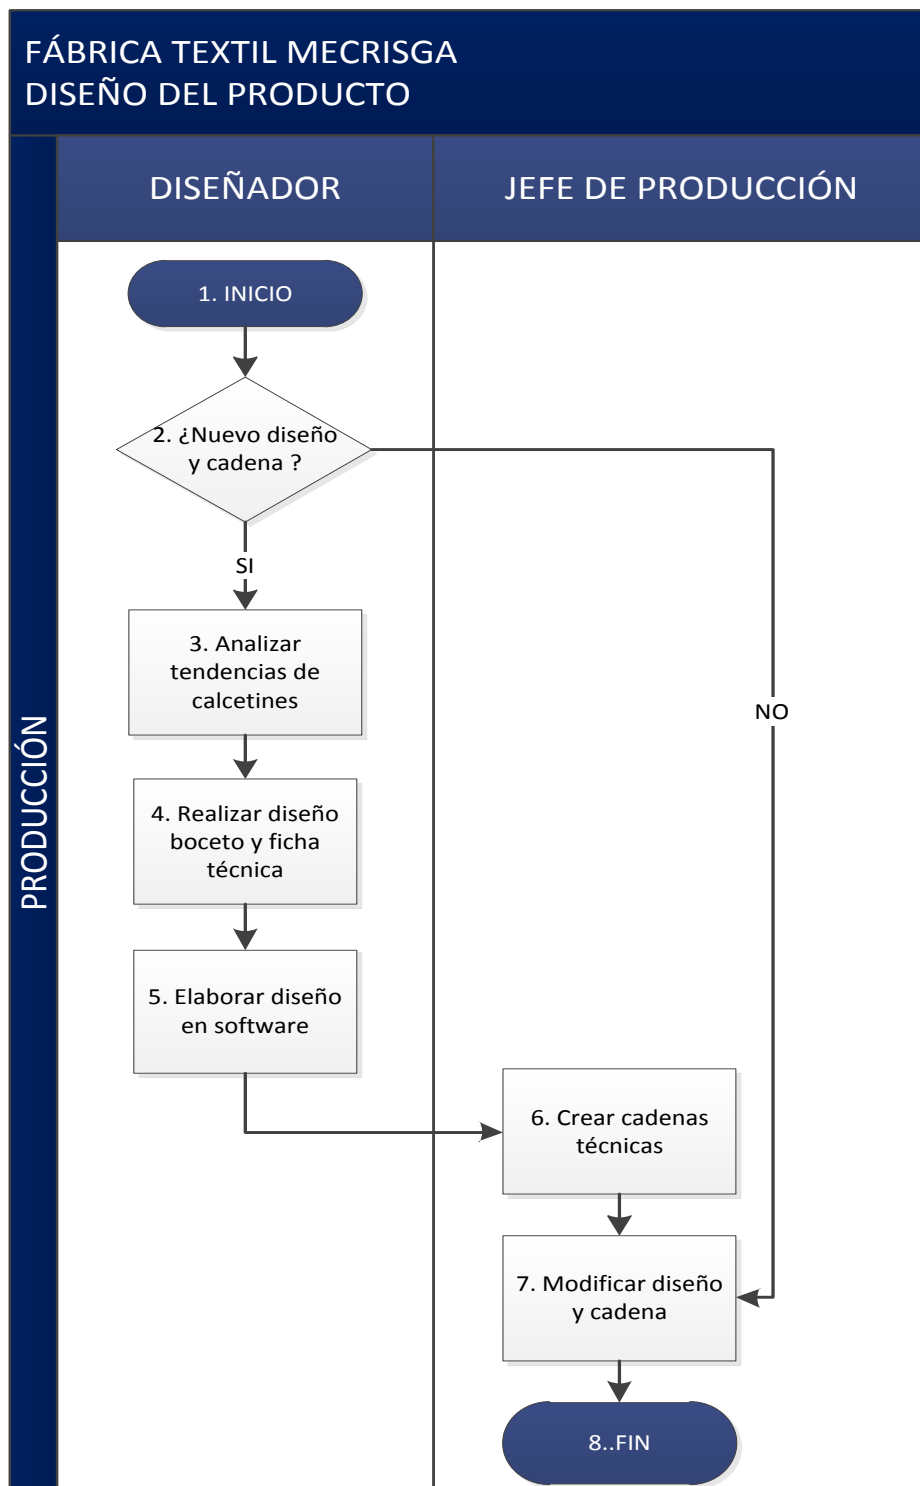 FÁBRICA TEXTIL MECRISGA
DISEÑO DEL PRODUCTO
DISEÑADOR
JEFE DE PRODUCCIÓN
PRODUCCIÓN
1. INICIO
2. ¿Nuevo diseño
y cadena ?
SI
3. Analizar
tendencias de
calcetines
NO
4. Realizar diseño
boceto y ficha
técnica
5. Elaborar diseño
en software
6. Crear cadenas
técnicas
7. Modificar diseño
y cadena
8..FIN